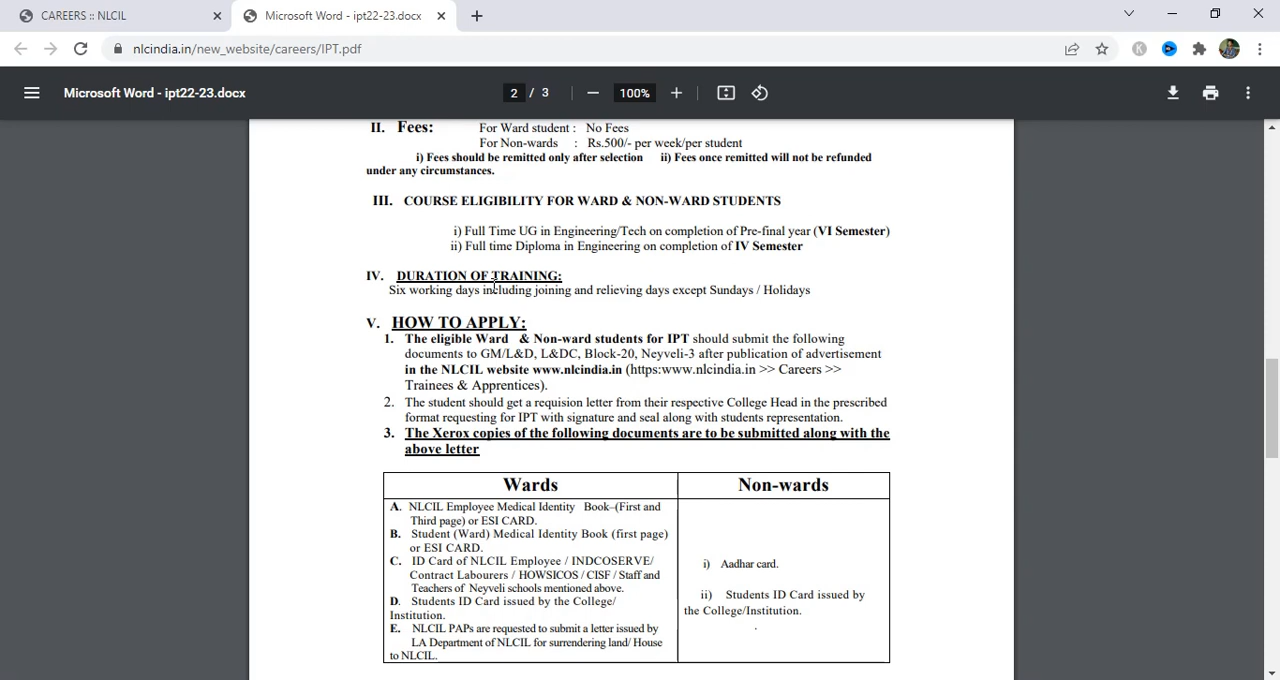 CAREERS :: NLCIL
Microsoft Word - ipt22-23.docx
nlcindia.in/new_website/careers/IPT.pdf
K
Microsoft Word - ipt22-23.docx
2 / 3
100%
II. Fees: For Ward student : No Fees
For Non-wards : Rs.500/- per week/per student
i) Fees should be remitted only after selection ii) Fees once remitted will not be refunded
under any circumstances.
III. COURSE ELIGIBILITY FOR WARD & NON-WARD STUDENTS
i) Full Time UG in Engineering/Tech on completion of Pre-final year (VI Semester)
ii) Full time Diploma in Engineering on completion of IV Semester
IV. DURATION OF TRAINING:
Six working days including joining and relieving days except Sundays / Holidays
V. HOW TO APPLY:
1. The eligible Ward & Non-ward students for IPT should submit the following
documents to GM/L&D, L&DC, Block-20, Neyveli-3 after publication of advertisement
in the NLCIL website www.nlcindia.in (https:www.nlcindia.in >> Careers >>
Trainees & Apprentices).
2. The student should get a requision letter from their respective College Head in the prescribed
format requesting for IPT with signature and seal along with students representation.
3. The Xerox copies of the following documents are to be submitted along with the
above letter
Wards
A. NLCIL Employee Medical Identity Book–(First and
Third page) or ESI CARD.
B. Student (Ward) Medical Identity Book (first page)
or ESI CARD.
C. ID Card of NLCIL Employee / INDCOSERVE/
Contract Labourers / HOWSICOS / CISF / Staff and
Teachers of Neyveli schools mentioned above.
D. Students ID Card issued by the College/
Institution.
E. NLCIL PAPs are requested to submit a letter issued by
LA Department of NLCIL for surrendering land/ House
to NLCIL.
Non-wards
i) Aadhar card.
ii) Students ID Card issued by
the College/Institution.
.